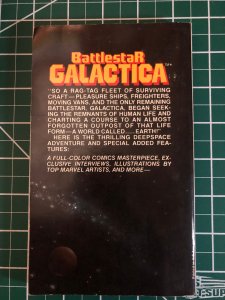 BattlestaR
GALACTICA™
"SO A RAG-TAG FLEET OF SURVIVING
CRAFT—PLEASURE SHIPS, FREIGHTERS,
MOVING VANS, AND THE ONLY REMAINING
BATTLESTAR, GALACTICA, BEGAN SEEK-
ING THE REMNANTS OF HUMAN LIFE AND
CHARTING A COURSE TO AN ALMOST
FORGOTTEN OUTPOST OF THAT LIFE
FORM—A WORLD CALLED.....EARTH!"
HERE IS THE THRILLING DEEPSPACE
ADVENTURE AND SPECIAL ADDED FEA-
TURES:
A FULL-COLOR COMICS MASTERPIECE, EX-
CLUSIVE INTERVIEWS, ILLUSTRATIONS BY
TOP MARVEL ARTISTS, AND MORE—